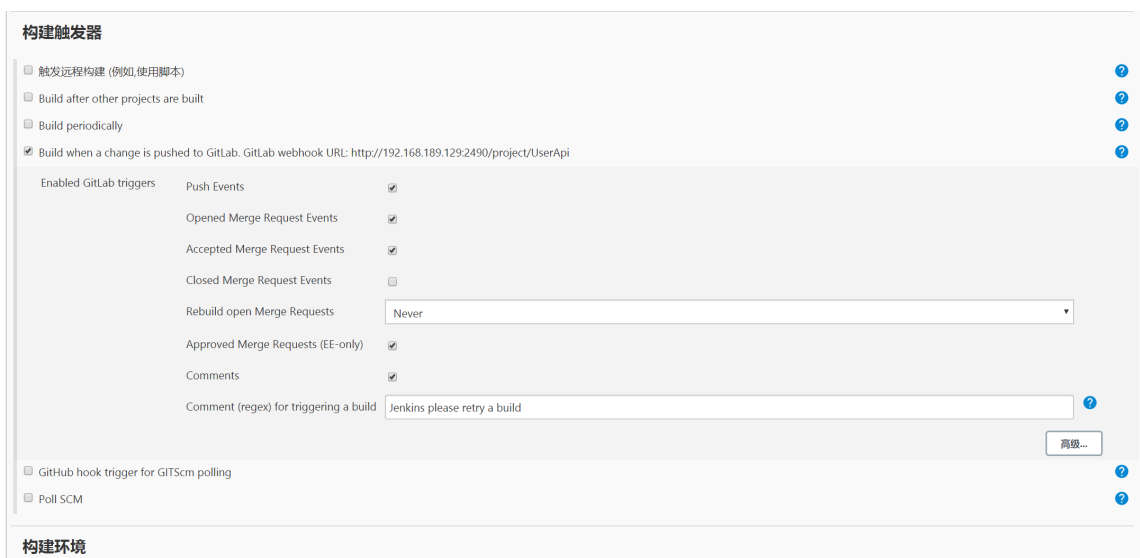 构建触发器
触发远程构建 (例如,使用脚本)
Build after other projects are built
Build periodically
Build when a change is pushed to GitLab. GitLab webhook URL: http://192.168.189.129:2490/project/UserApi
Enabled GitLab triggers
Push Events
Opened Merge Request Events
Accepted Merge Request Events
Closed Merge Request Events
Rebuild open Merge Requests Never
Approved Merge Requests (EE-only)
Comments
Comment (regex) for triggering a build Jenkins please retry a build
高级...
GitHub hook trigger for GITScm polling
Poll SCM
构建环境